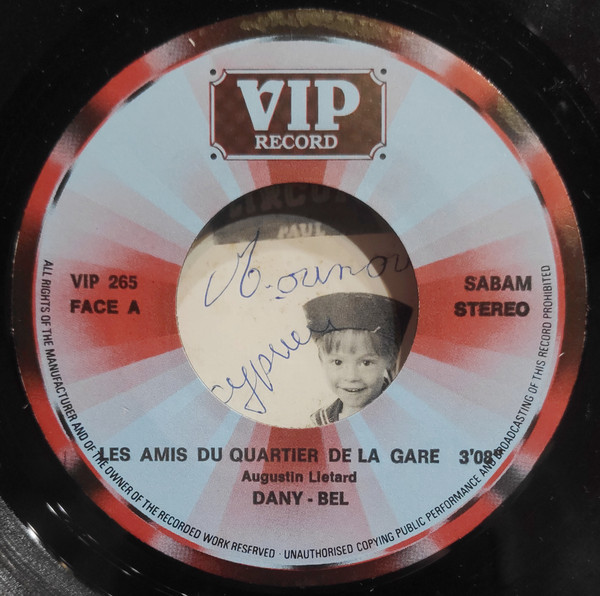 VIP
RECORD
VIP 265
FACE A
SABAM
STEREO
LES AMIS DU QUARTIER DE LA GARE 3'08"
Augustin Lietard
DANY - BEL
ALL RIGHTS OF THE MANUFACTURER AND OF THE OWNER OF THE RECORDED WORK RESERVED · UNAUTHORISED COPYING PUBLIC PERFORMANCE AND BROADCASTING OF THIS RECORD PROHIBITED
PAUL